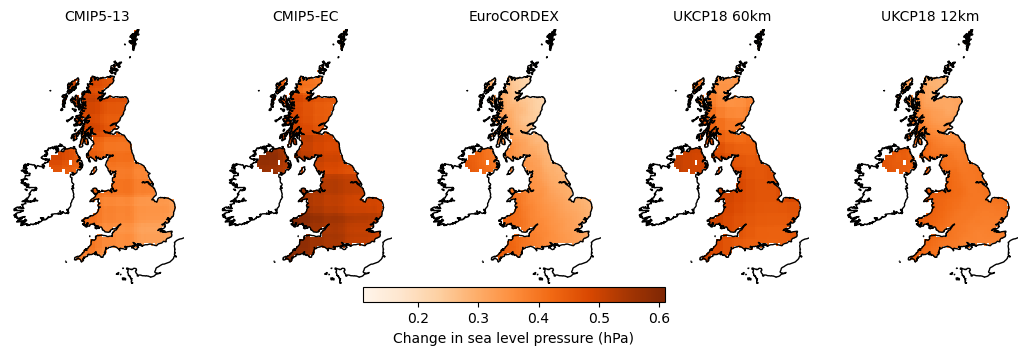 CMIP5-13 CMIP5-EC EuroCORDEX UKCP18 60km UKCP18 12km
0.2 0.3 0.4 0.5 0.6
Change in sea level pressure (hPa)